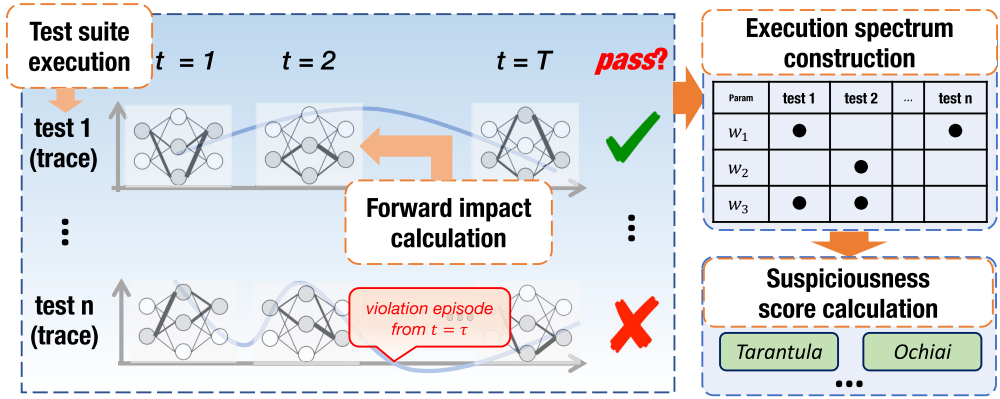 Test suite
execution
t = 1
t = 2
t = T
pass?
test 1
(trace)
Forward impact
calculation
test n
(trace)
violation episode
from t = τ
Execution spectrum
construction
Param test 1 test 2 ... test n
w₁
w₂
w₃
Suspiciousness
score calculation
Tarantula
Ochiai
...